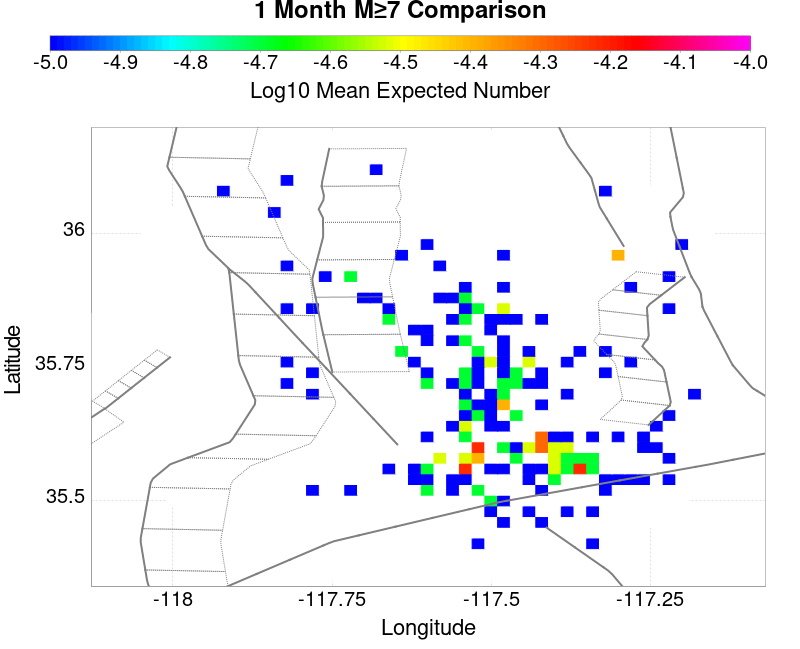 1 Month M≥7 Comparison
-5.0 -4.9 -4.8 -4.7 -4.6 -4.5 -4.4 -4.3 -4.2 -4.1 -4.0
Log10 Mean Expected Number
36
35.75
35.5
Latitude
-118 -117.75 -117.5 -117.25
Longitude